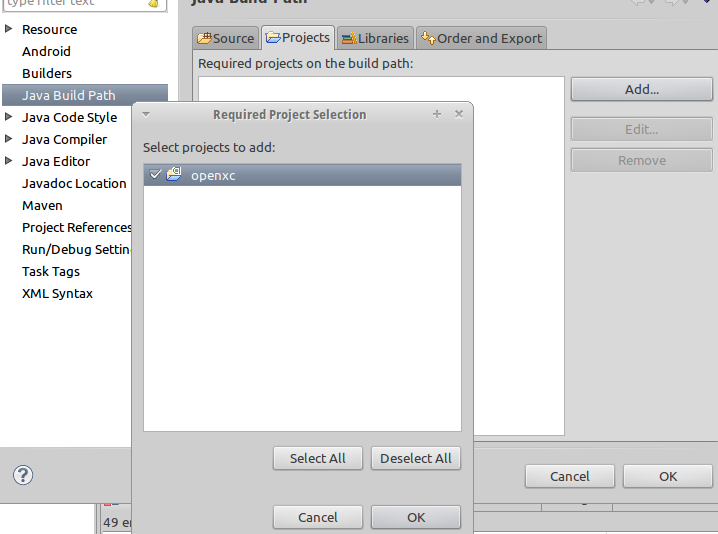 type filter text
Java Build Path
Resource
Android
Builders
Java Build Path
Java Code Style
Java Compiler
Java Editor
Javadoc Location
Maven
Project References
Run/Debug Settin
Task Tags
XML Syntax
Source
Projects
Libraries
Order and Export
Required projects on the build path:
Add...
Edit...
Remove
Required Project Selection
Select projects to add:
openxc
Select All
Deselect All
Cancel
OK
?
Cancel
OK
49 er